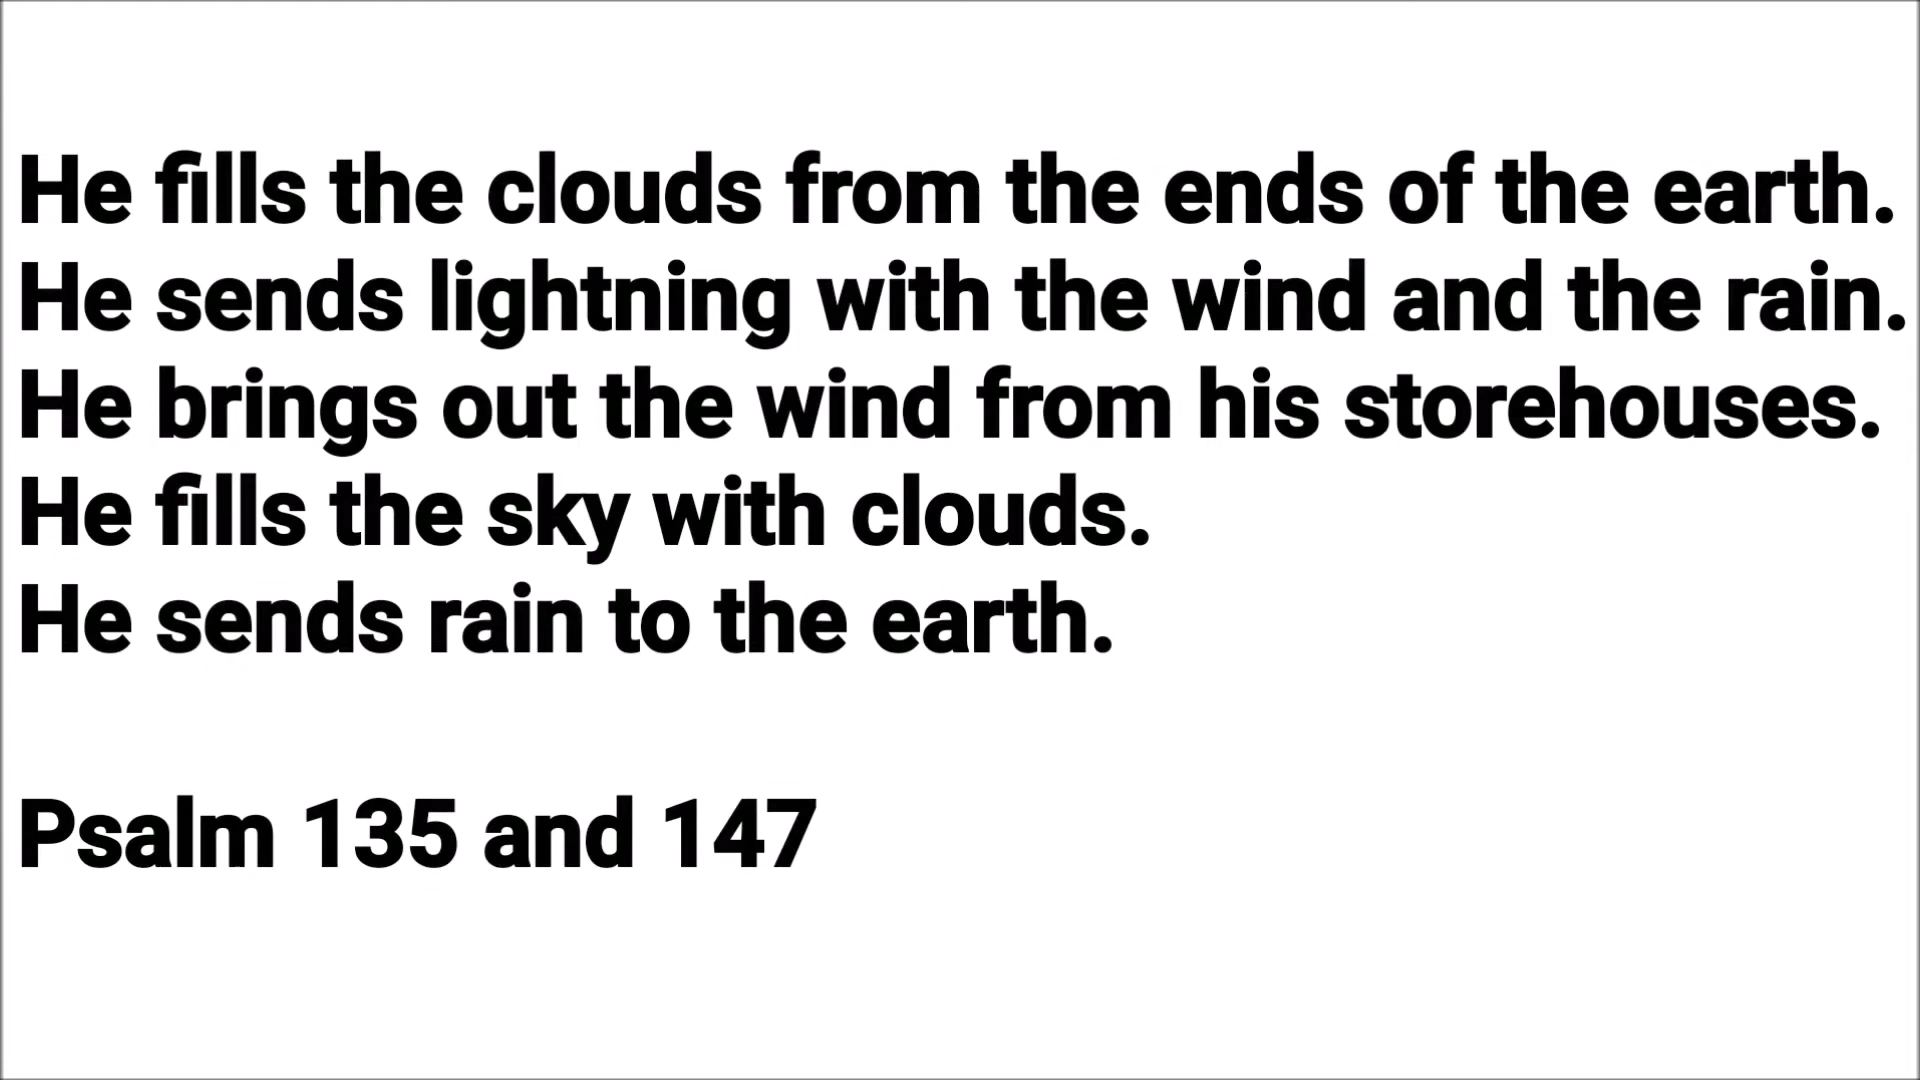 He fills the clouds from the ends of the earth.
He sends lightning with the wind and the rain.
He brings out the wind from his storehouses.
He fills the sky with clouds.
He sends rain to the earth.
Psalm 135 and 147